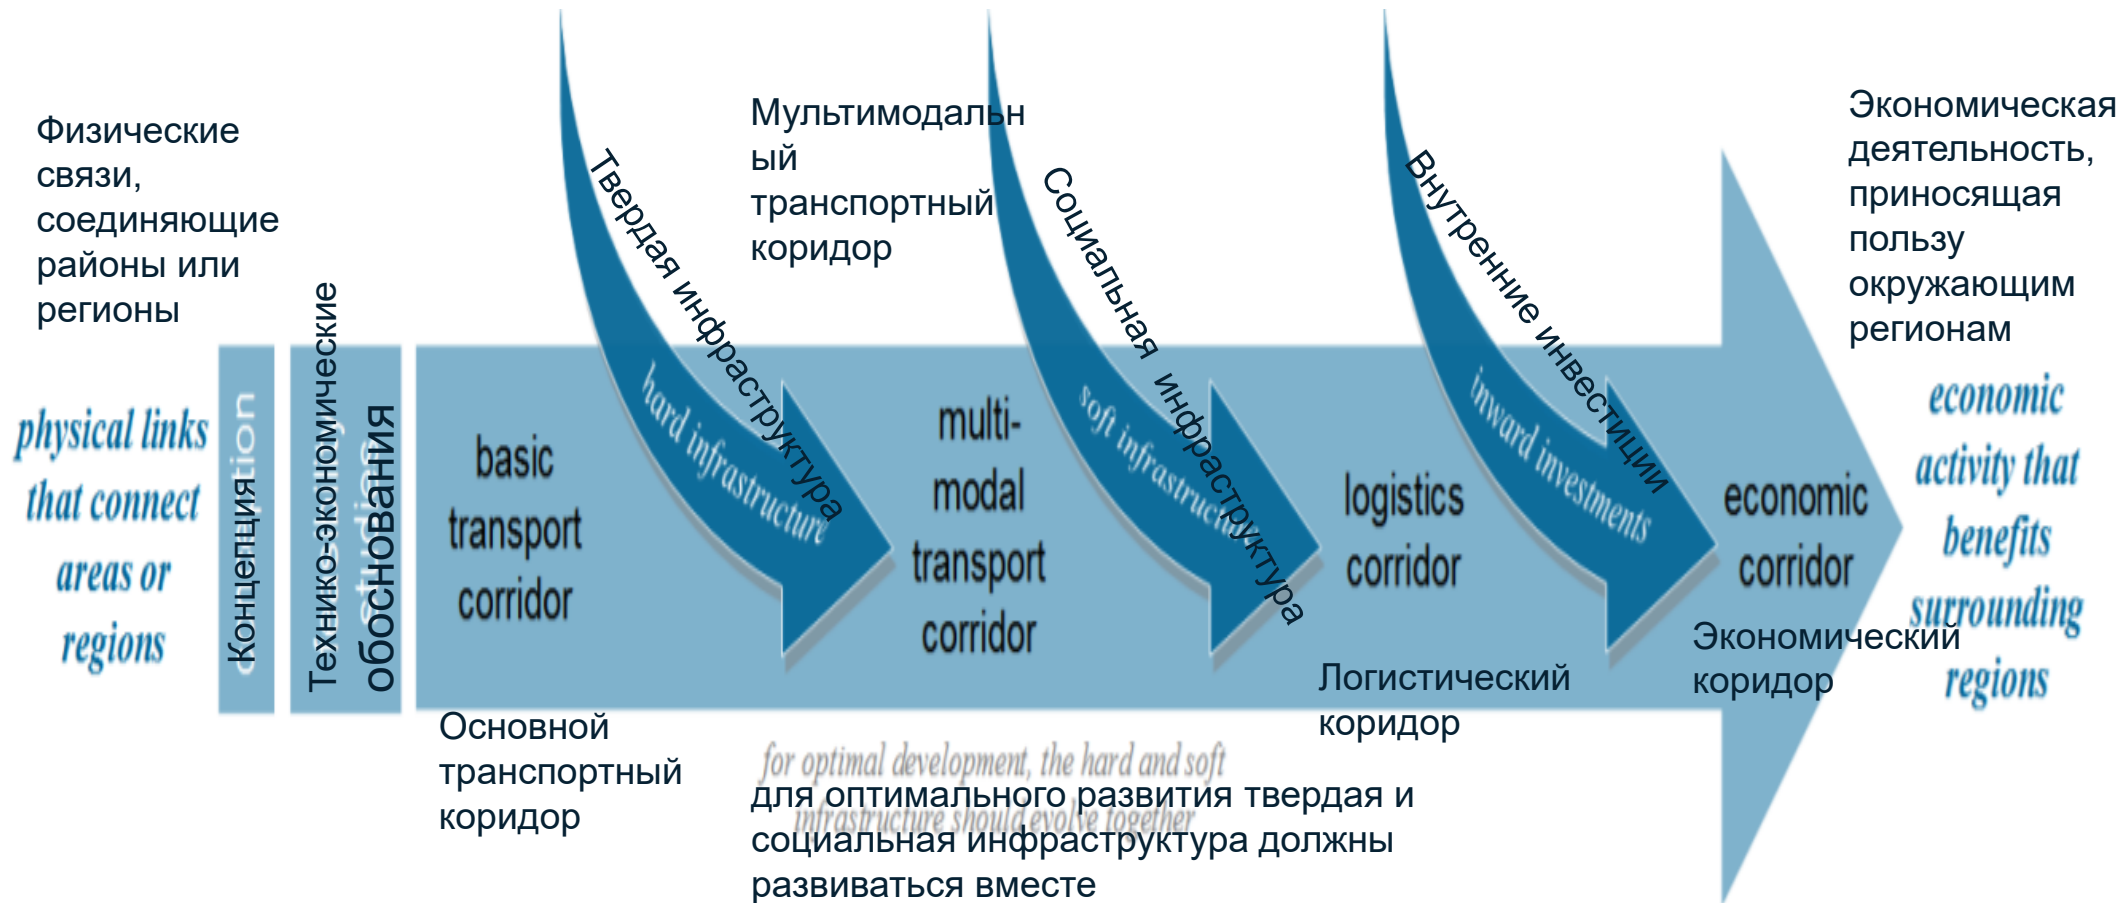 Физические
связи,
соединяющие
районы или
регионы
physical links
that connect
areas or
regions
Концепция
Технико-экономические
обоснования
studies
basic
transport
corridor
Основной
транспортный
коридор
Твердая инфраструктура
hard infrastructure
Мультимодальн
ый
транспортный
коридор
multi-
modal
transport
corridor
Социальная инфраструктура
soft infrastructure
logistics
corridor
Логистический
коридор
Внутренние инвестиции
inward investments
economic
corridor
Экономический
коридор
Экономическая
деятельность,
приносящая
пользу
окружающим
регионам
economic
activity that
benefits
surrounding
regions
for optimal development, the hard and soft
infrastructure should evolve together
для оптимального развития твердая и
социальная инфраструктура должны
развиваться вместе